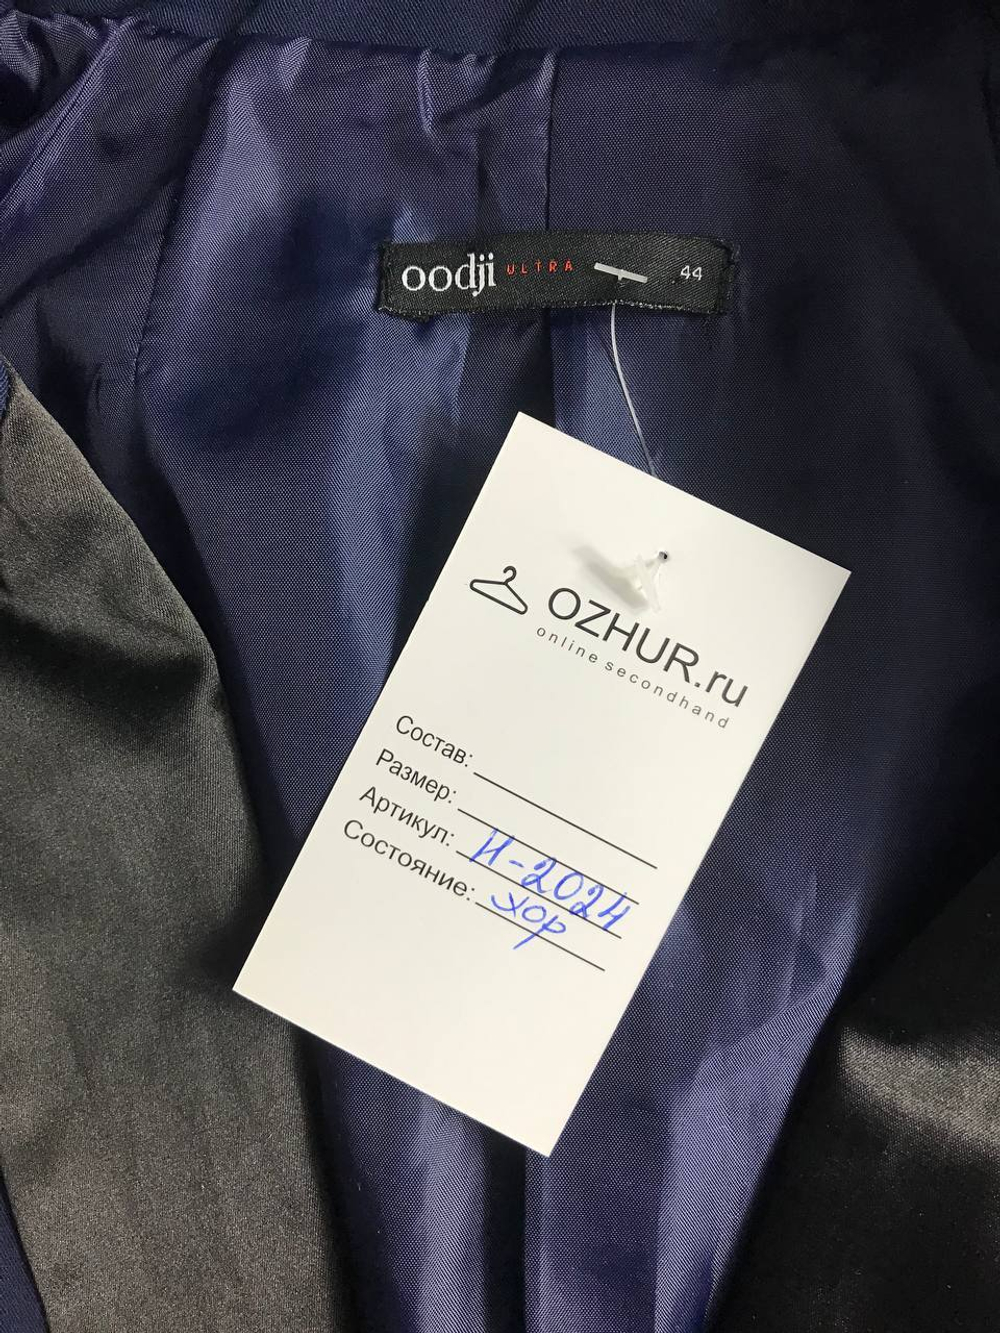 oodji ULTRA 44
OZHUR.ru
online secondhand
Состав:
Размер:
Артикул: Н-2024
Состояние: хор